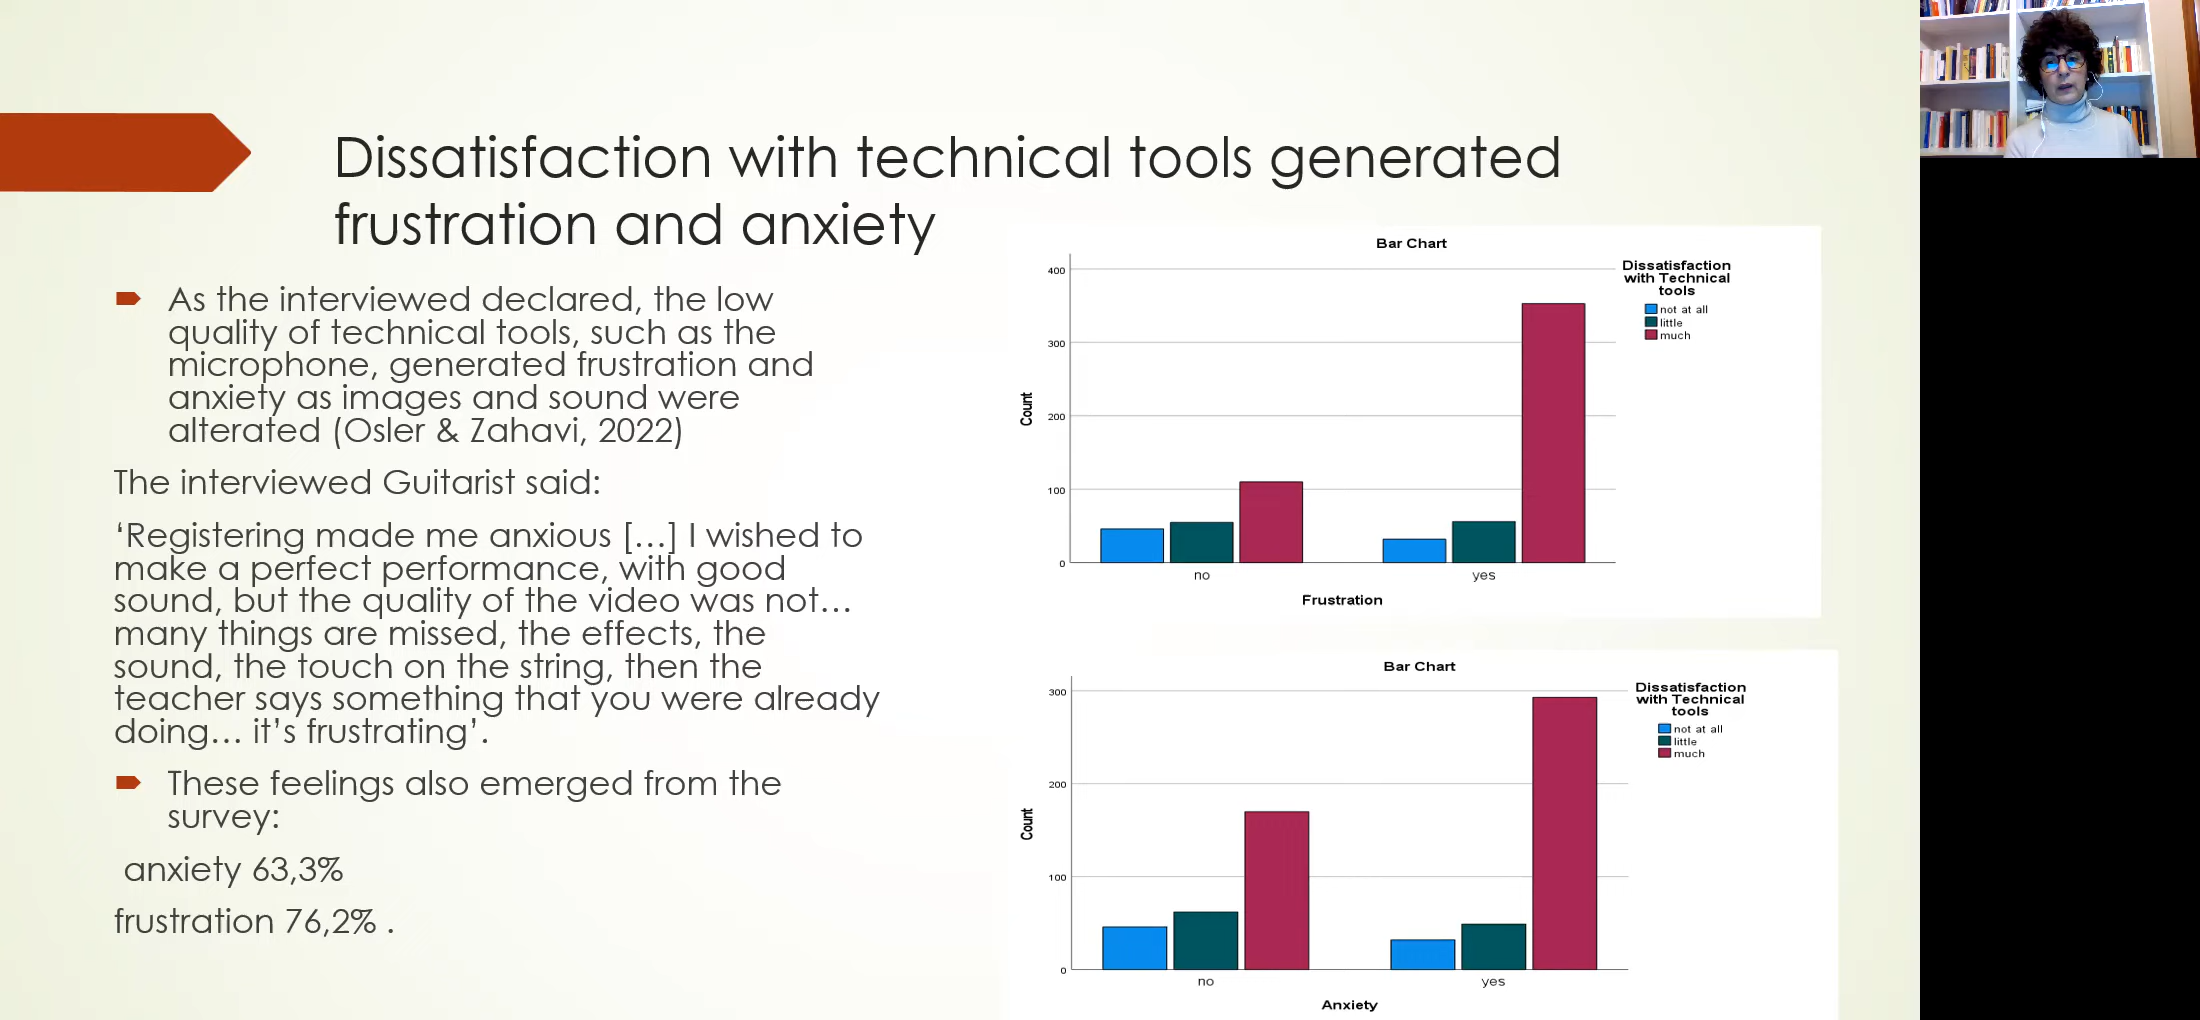 Dissatisfaction with technical tools generated
frustration and anxiety
As the interviewed declared, the low
quality of technical tools, such as the
microphone, generated frustration and
anxiety as images and sound were
alterated (Osler & Zahavi, 2022)
The interviewed Guitarist said:
‘Registering made me anxious […] I wished to
make a perfect performance, with good
sound, but the quality of the video was not…
many things are missed, the effects, the
sound, the touch on the string, then the
teacher says something that you were already
doing… it’s frustrating’.
These feelings also emerged from the
survey:
anxiety 63,3%
frustration 76,2% .
Bar Chart
400
300
200
100
0
Count
no
yes
Frustration
Dissatisfaction
with Technical
tools
not at all
little
much
Bar Chart
300
200
100
0
Count
no
yes
Anxiety
Dissatisfaction
with Technical
tools
not at all
little
much